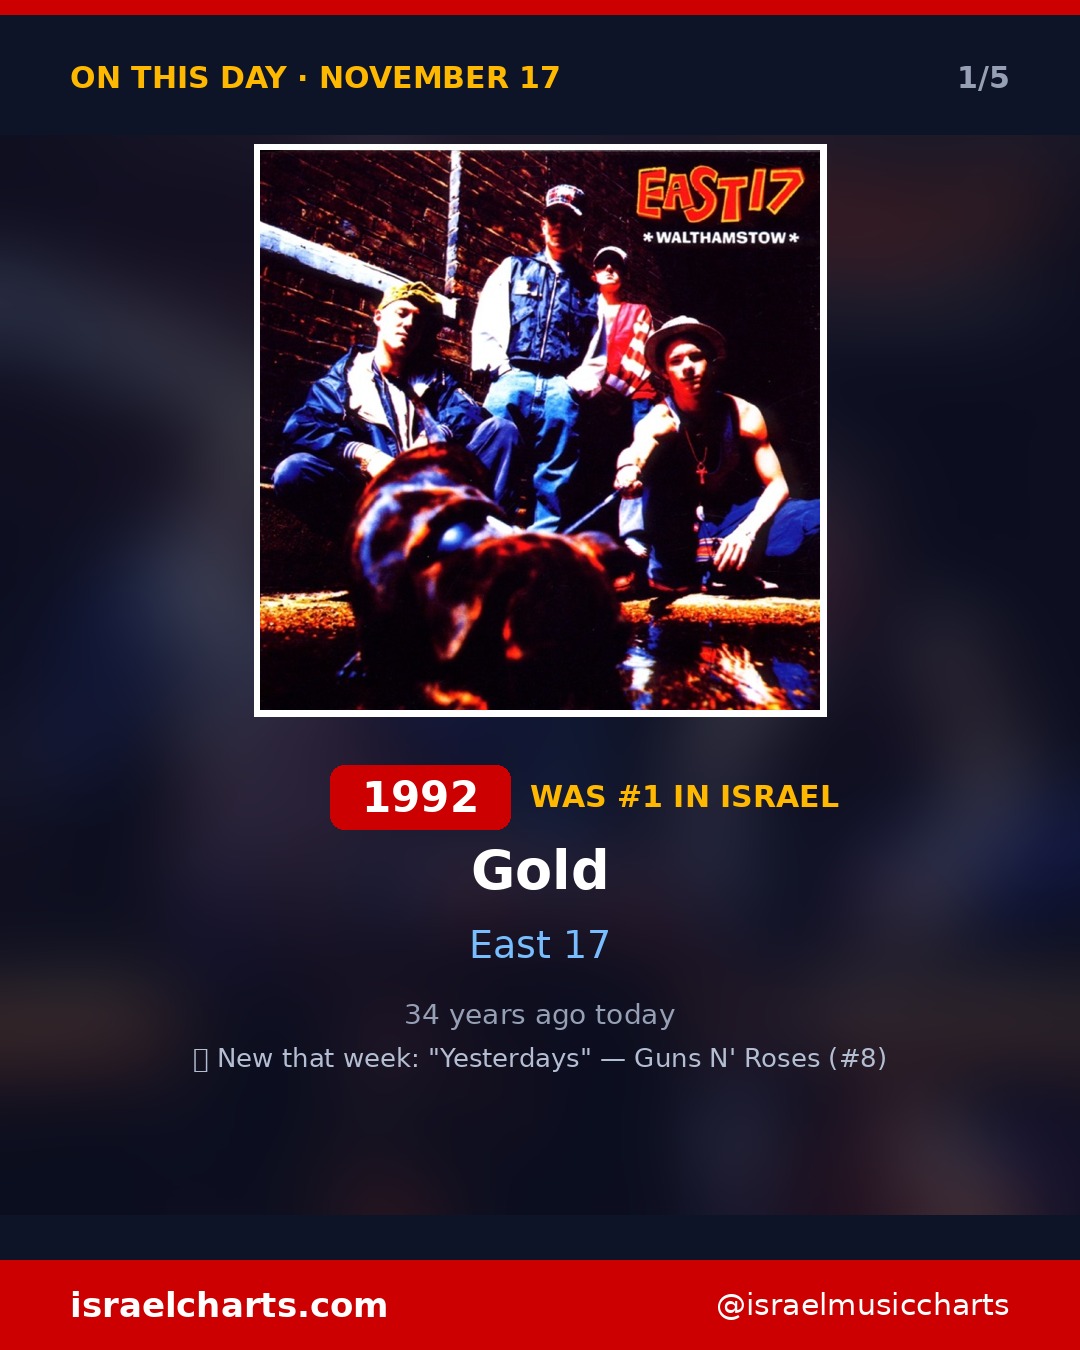 ON THIS DAY · NOVEMBER 17
1/5
EAST 17
*WALTHAMSTOW*
1992
WAS #1 IN ISRAEL
Gold
East 17
34 years ago today
New that week: "Yesterdays" — Guns N' Roses (#8)
israelcharts.com
@israelmusiccharts